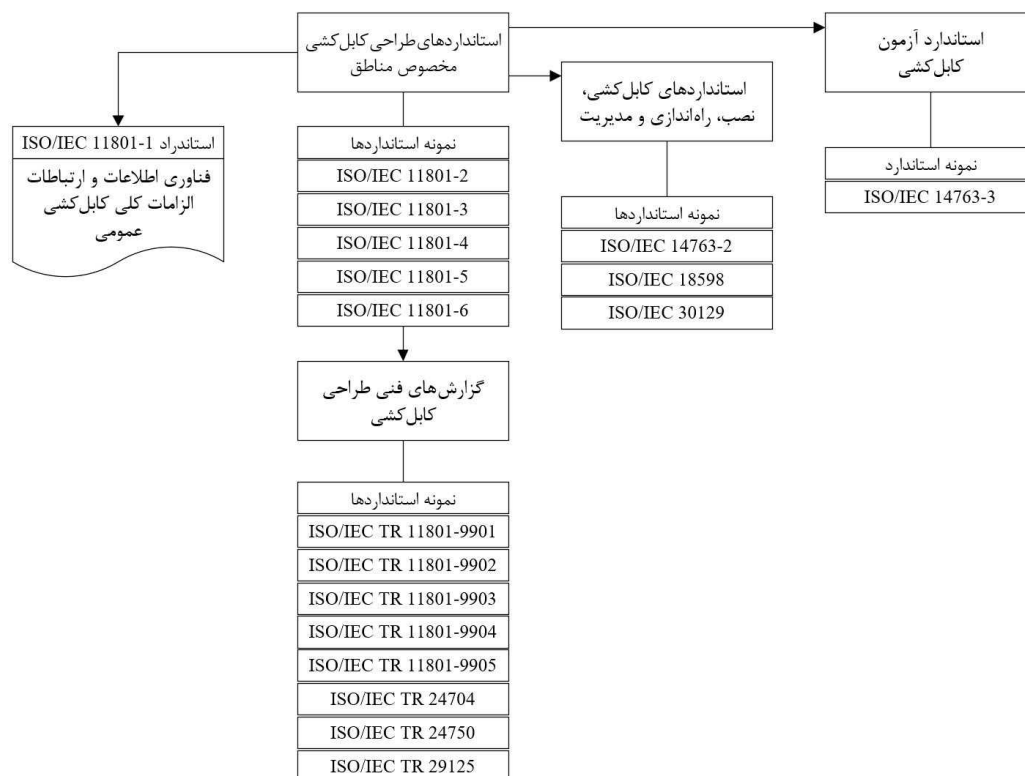 استانداردهای طراحی کابل‌کشی
مخصوص مناطق
استاندارد آزمون
کابل‌کشی
استانداردهای کابل‌کشی،
نصب، راه‌اندازی و مدیریت
استاندراد ISO/IEC 11801-1
فناوری اطلاعات و ارتباطات
الزامات کلی کابل‌کشی
عمومی
نمونه استانداردها
ISO/IEC 11801-2
ISO/IEC 11801-3
ISO/IEC 11801-4
ISO/IEC 11801-5
ISO/IEC 11801-6
نمونه استانداردها
ISO/IEC 14763-2
ISO/IEC 18598
ISO/IEC 30129
نمونه استاندارد
ISO/IEC 14763-3
گزارش‌های فنی طراحی
کابل‌کشی
نمونه استانداردها
ISO/IEC TR 11801-9901
ISO/IEC TR 11801-9902
ISO/IEC TR 11801-9903
ISO/IEC TR 11801-9904
ISO/IEC TR 11801-9905
ISO/IEC TR 24704
ISO/IEC TR 24750
ISO/IEC TR 29125